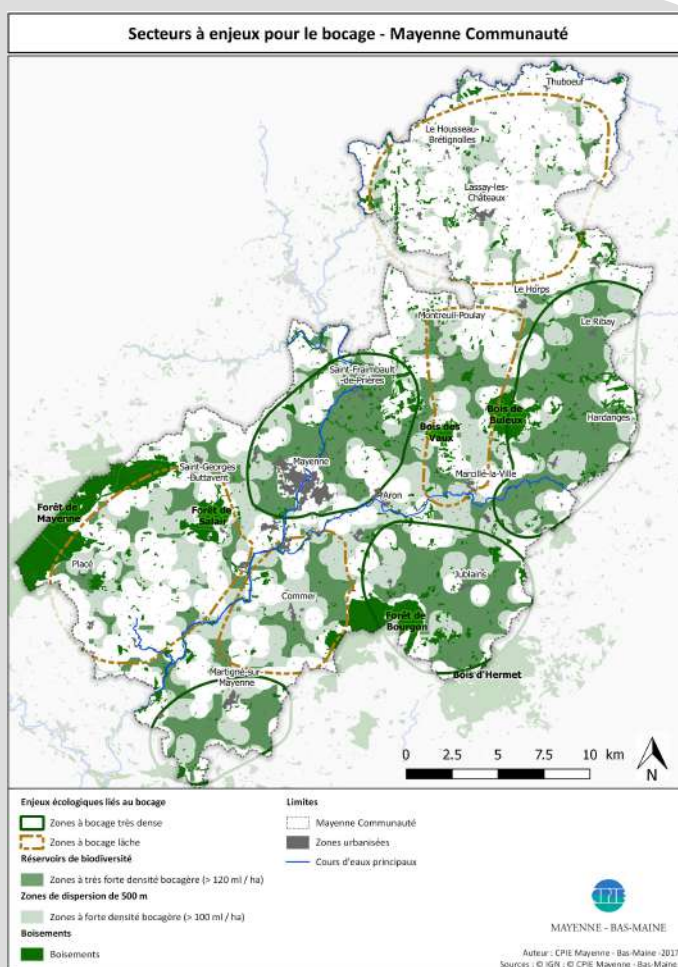 Secteurs à enjeux pour le bocage - Mayenne Communauté
Thuboeuf
Le Housseau-
Brétignolles
Lassay-les-
Châteaux
Le Horps
Montreuil-Poulay
Le Ribay
Saint-Fraimbault
-de-Prières
Bois de
Buleux
Hardanges
Bois des
Vaux
Mayenne
Marcillé-la-Ville
Saint-Georges
-Buttavent
Aron
Forêt de
Mayenne
Forêt de
Salair
Placé
Jublains
Commer
Forêt de
Bourgon
Bois d'Hermet
Martigné-sur-
Mayenne
0 2.5 5 7.5 10 km
N
Enjeux écologiques liés au bocage
Zones à bocage très dense
Zones à bocage lâche
Réservoirs de biodiversité
Zones à très forte densité bocagère (> 120 ml / ha)
Zones de dispersion de 500 m
Zones à forte densité bocagère (> 100 ml / ha)
Boisements
Boisements
Limites
Mayenne Communauté
Zones urbanisées
Cours d'eaux principaux
CPIE
MAYENNE - BAS-MAINE
Auteur : CPIE Mayenne - Bas-Maine -2017
Sources : © IGN ; © CPIE Mayenne - Bas-Maine